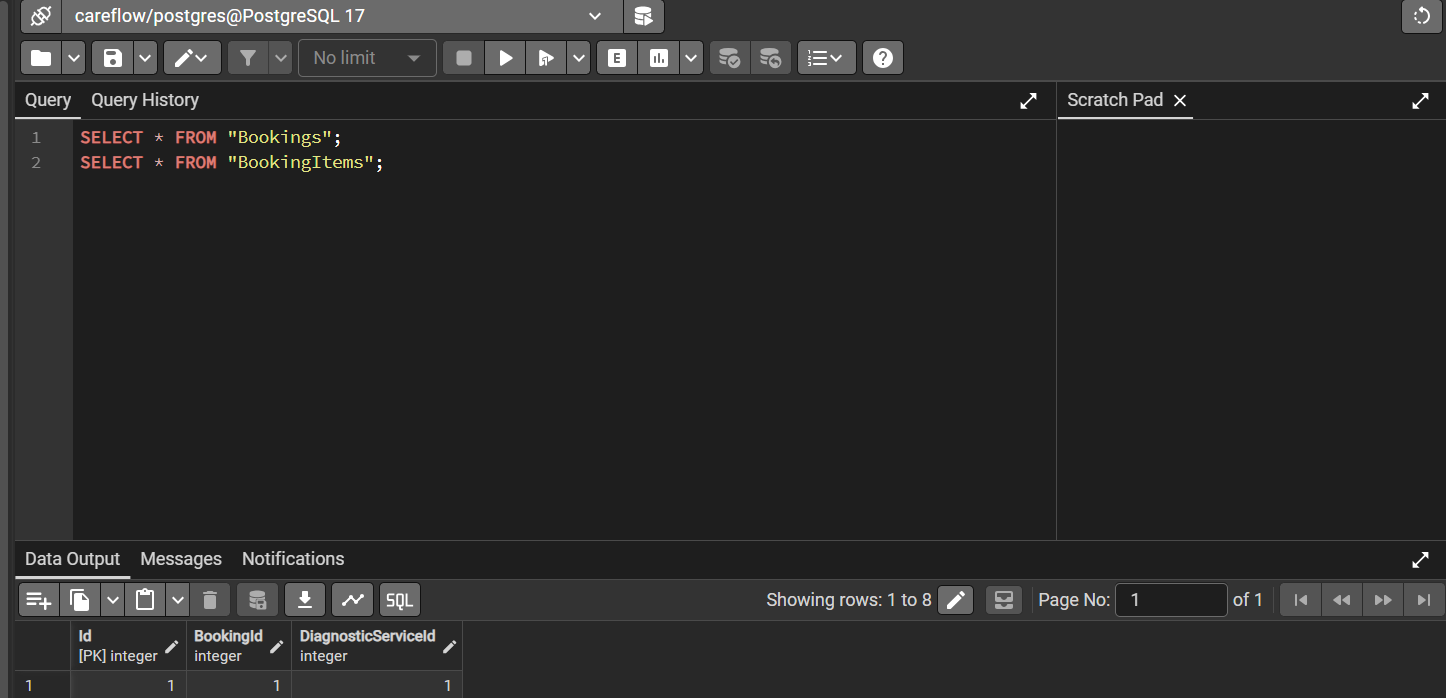 careflow/postgres@PostgreSQL 17
No limit
E
Query Query History
Scratch Pad
1 SELECT * FROM "Bookings";
2 SELECT * FROM "BookingItems";
Data Output Messages Notifications
SQL
Showing rows: 1 to 8
Page No: 1 of 1
Id BookingId DiagnosticServiceId
[PK] integer integer integer
1 1 1 1